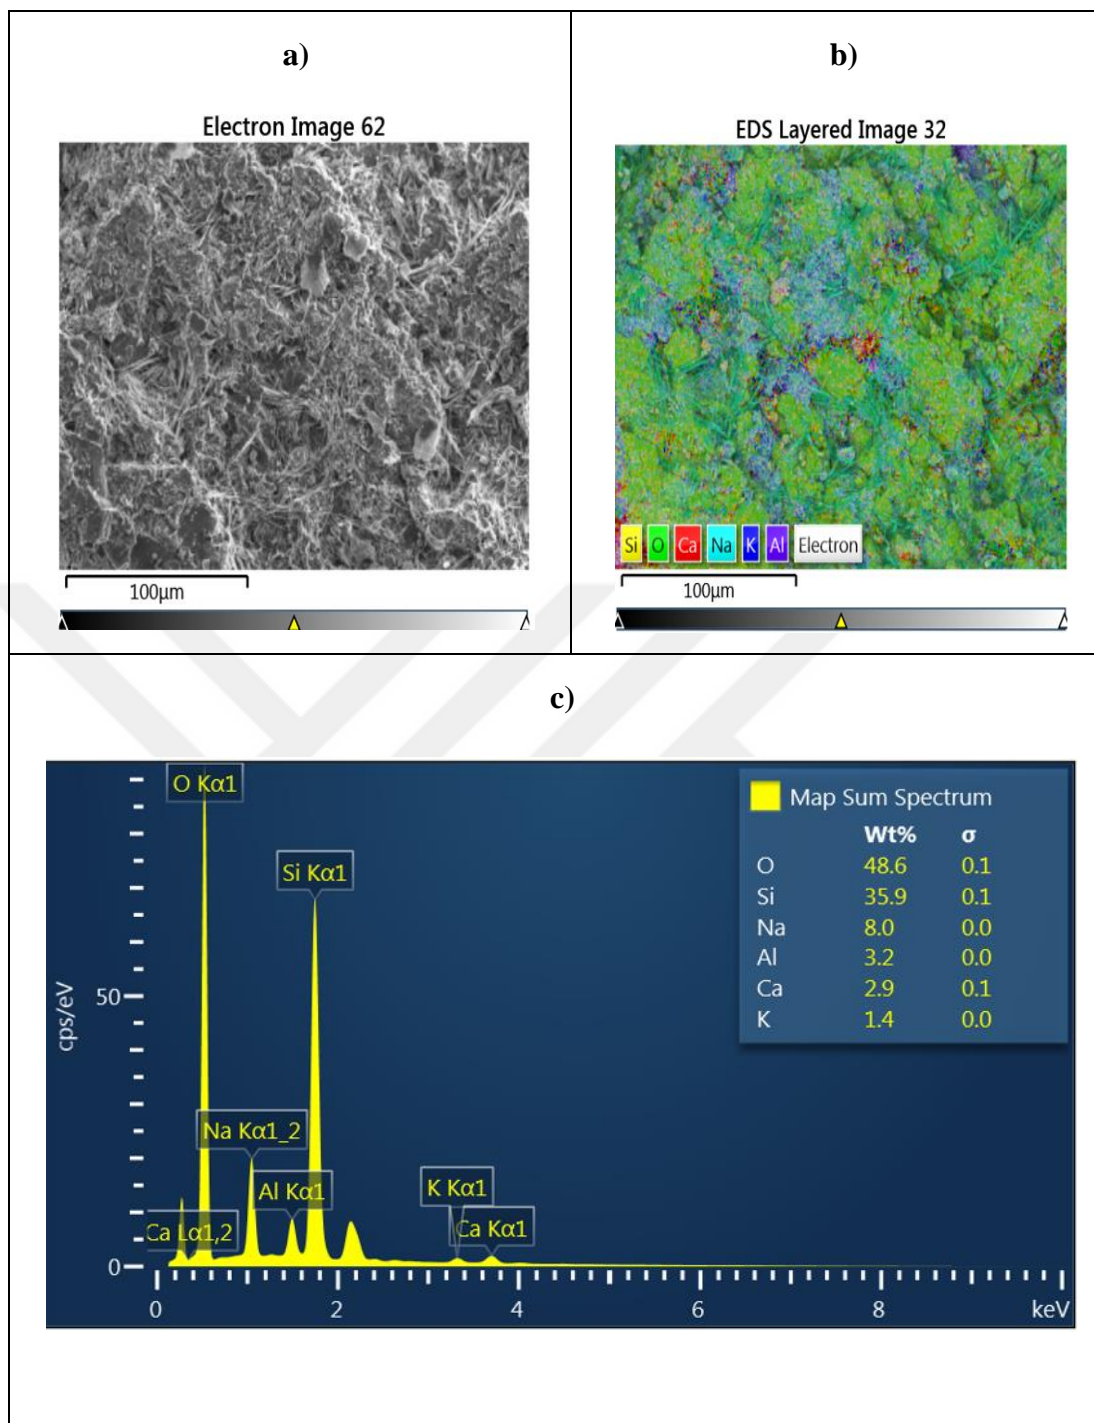 a)
Electron Image 62
100μm
b)
EDS Layered Image 32
Si O Ca Na K Al Electron
100μm
c)
Map Sum Spectrum
Wt% σ
O 48.6 0.1
Si 35.9 0.1
Na 8.0 0.0
Al 3.2 0.0
Ca 2.9 0.1
K 1.4 0.0
O Kα1
Si Kα1
Na Kα1_2
Al Kα1
K Kα1
Ca Kα1
Ca Lα1,2
cps/eV
50
0
0 2 4 6 8 keV